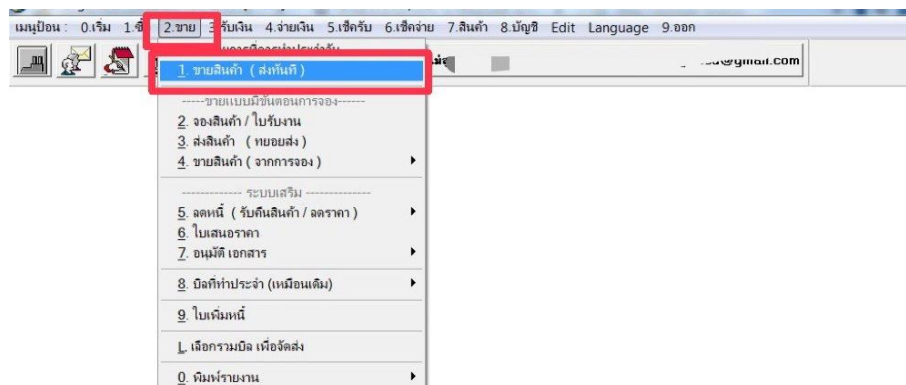 เมนูป้อน : 0.เริ่ม 2.ขาย 4.จ่ายเงิน 5.เช็ครับ 6.เช็คจ่าย 7.สินค้า 8.บัญชี Edit Language 9.ออก
1. ขายสินค้า ( ส่งทันที )
-----ขายแบบมีขั้นตอนการจอง------
2. จองสินค้า / ใบรับงาน
3. ส่งสินค้า ( ทยอยส่ง )
4. ขายสินค้า ( จากการจอง )
-------------- ระบบเสริม --------------
5. ลดหนี้ ( รับคืนสินค้า / ลดราคา )
6. ใบเสนอราคา
7. อนุมัติ เอกสาร
8. บิลที่ทำประจำ (เหมือนเดิม)
9. ใบเพิ่มหนี้
L. เลือกรวมบิล เพื่อจัดส่ง
0. พิมพ์รายงาน